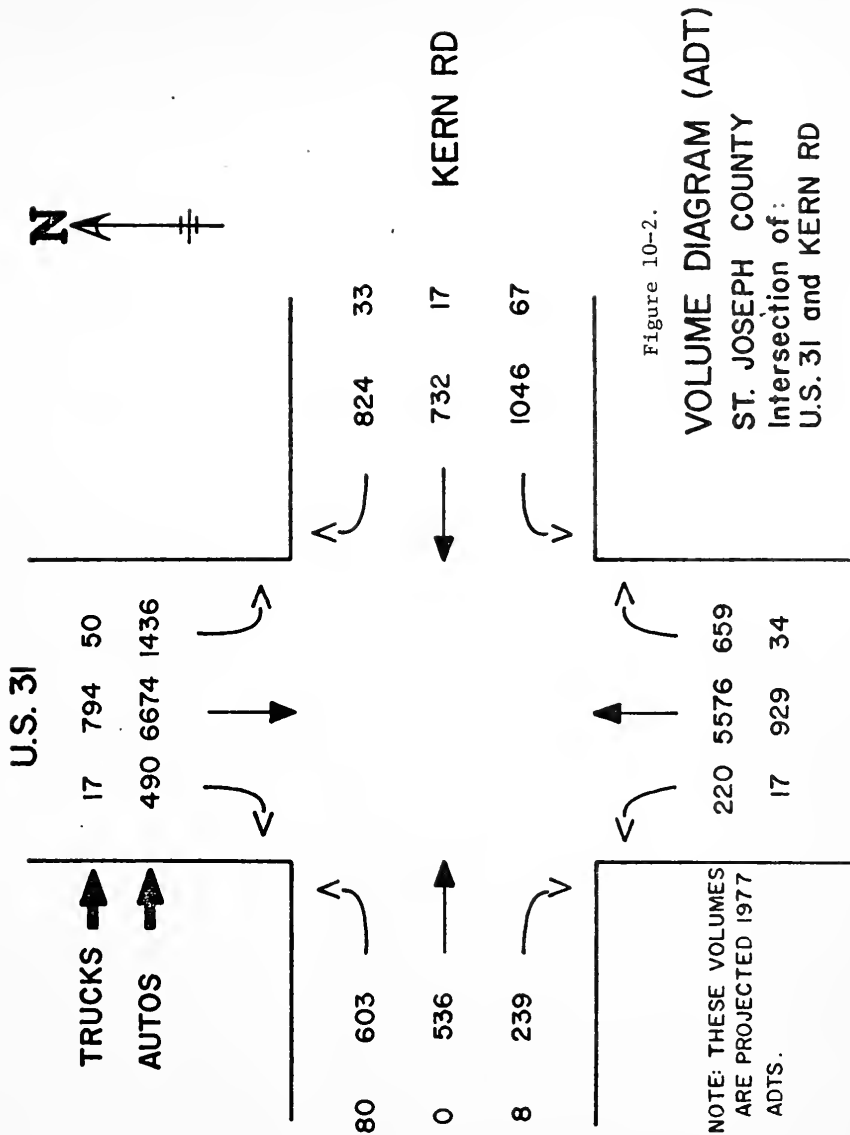 N
U.S. 31
TRUCKS 17 794 50
AUTOS 490 6674 1436
80 603
0 536
8 239
824 33
732 17
1046 67
KERN RD
220 5576 659
17 929 34
NOTE: THESE VOLUMES
ARE PROJECTED 1977
ADTS.
Figure 10-2.
VOLUME DIAGRAM (ADT)
ST. JOSEPH COUNTY
Intersection of:
U.S. 31 and KERN RD